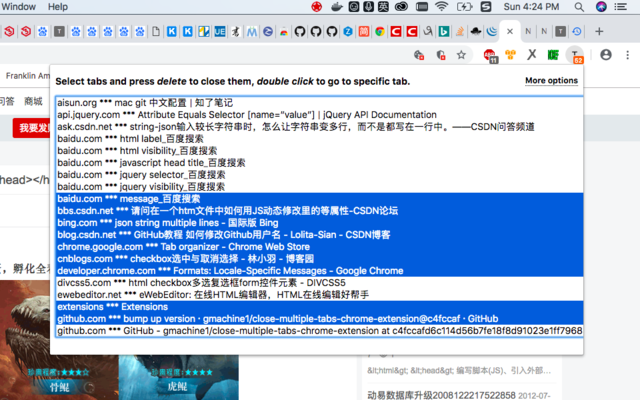 Window Help
Sun 4:24 PM
Franklin Am
Select tabs and press delete to close them, double click to go to specific tab.
More options
aisun.org *** mac git 中文配置 | 知了笔记
api.jquery.com *** Attribute Equals Selector [name="value"] | jQuery API Documentation
ask.csdn.net *** string-json输入较长字符串时，怎么让字符串变多行，而不是都写在一行中。——CSDN问答频道
baidu.com *** html label_百度搜索
baidu.com *** html visibility_百度搜索
baidu.com *** javascript head title_百度搜索
baidu.com *** jquery selector_百度搜索
baidu.com *** jquery visibility_百度搜索
baidu.com *** message_百度搜索
bbs.csdn.net *** 请问在一个htm文件中如何用JS动态修改里的等属性-CSDN论坛
bing.com *** json string multiple lines - 国际版 Bing
blog.csdn.net *** GitHub教程 如何修改Github用户名 - Lolita-Sian - CSDN博客
chrome.google.com *** Tab organizer - Chrome Web Store
cnblogs.com *** checkbox选中与取消选择 - 林小羽 - 博客园
developer.chrome.com *** Formats: Locale-Specific Messages - Google Chrome
divcss5.com *** html checkbox多选复选框form控件元素 - DIVCSS5
ewebeditor.net *** eWebEditor: 在线HTML编辑器，HTML在线编辑好帮手
extensions *** Extensions
github.com *** bump up version · gmachine1/close-multiple-tabs-chrome-extension@c4fccaf · GitHub
github.com *** GitHub - gmachine1/close-multiple-tabs-chrome-extension at c4fccafd6c114d56b7fe18f8d91023e1ff7968
问答 商城
我要发
head></h
，孵化全
珍稀程度:★★★☆
骨鲲
珍稀程度:★★★★
虎鲲
&lt;html&gt; &lt;head&gt; 编写脚本(JS)、引入外部...
动易数据库升级2008122217522858 2012-07-